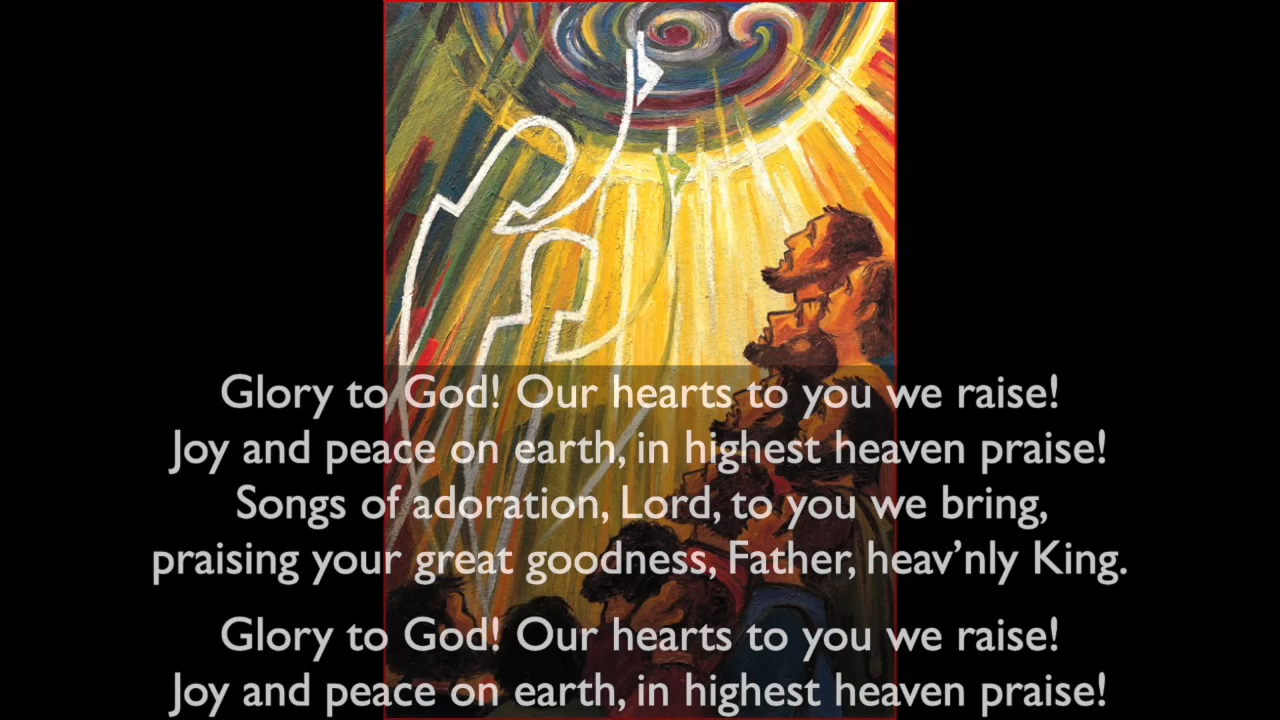 Glory to God! Our hearts to you we raise!
Joy and peace on earth, in highest heaven praise!
Songs of adoration, Lord, to you we bring,
praising your great goodness, Father, heav’nly King.
Glory to God! Our hearts to you we raise!
Joy and peace on earth, in highest heaven praise!